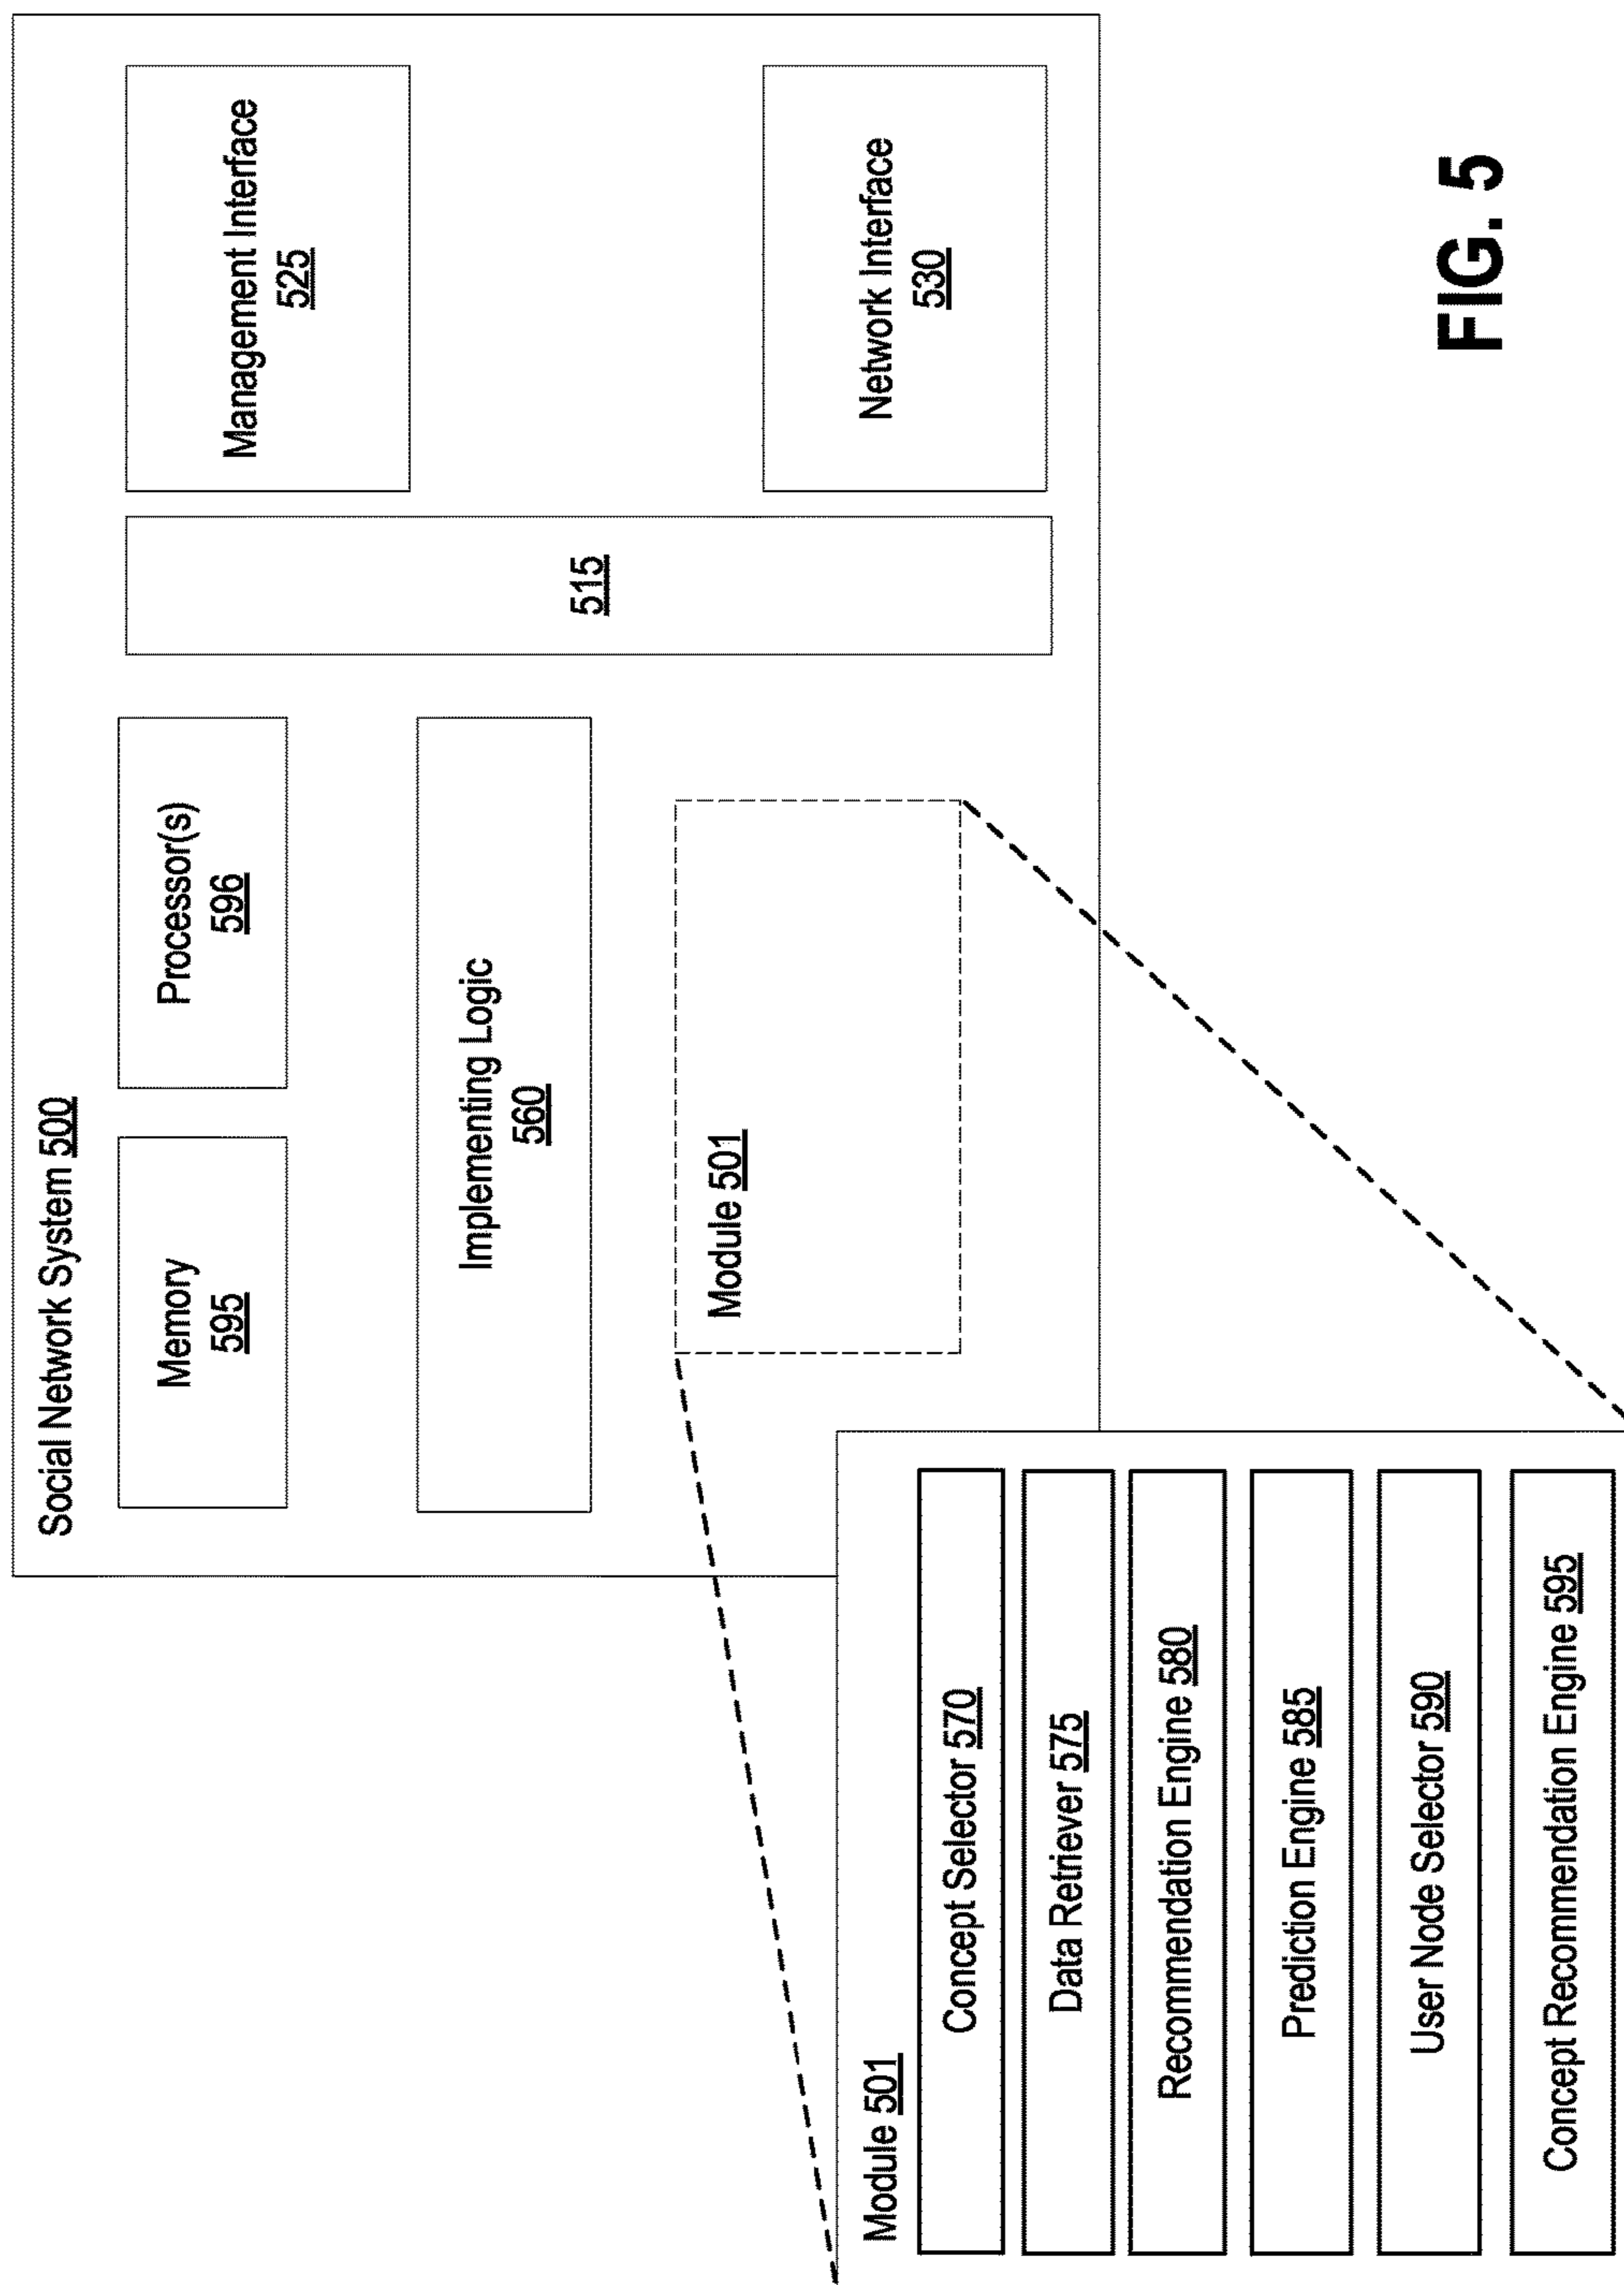 Social Network System 500
Memory
595
Processor(s)
596
Implementing Logic
560
Module 501
515
Management Interface
525
Network Interface
530
Module 501
Concept Selector 570
Data Retriever 575
Recommendation Engine 580
Prediction Engine 585
User Node Selector 590
Concept Recommendation Engine 595
FIG. 5